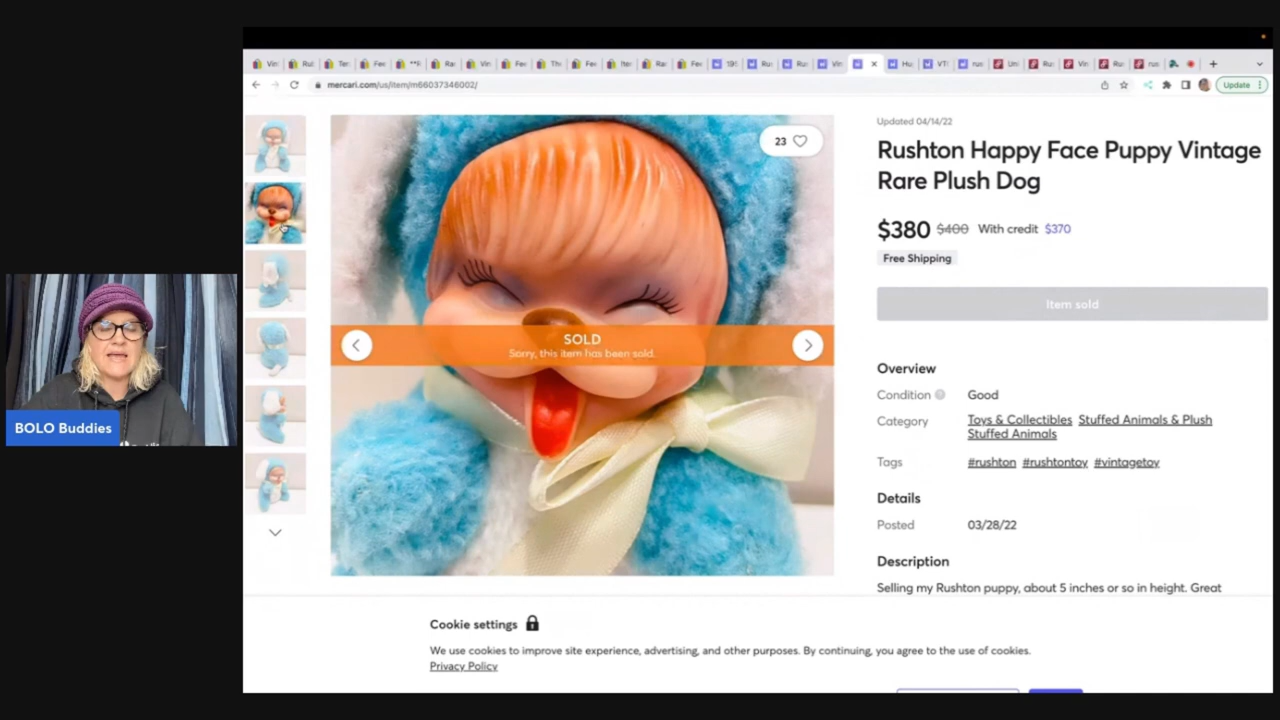 mercari.com/us/item/m66037346002/
Update
Updated 04/14/22
Rushton Happy Face Puppy Vintage
Rare Plush Dog
23
$380 $400 With credit $370
Free Shipping
Item sold
SOLD
Sorry, this item has been sold.
Overview
Condition Good
Category Toys & Collectibles Stuffed Animals & Plush
Stuffed Animals
Tags #rushton #rushtontoy #vintagetoy
Details
Posted 03/28/22
Description
Selling my Rushton puppy, about 5 inches or so in height. Great
BOLO Buddies
Cookie settings
We use cookies to improve site experience, advertising, and other purposes. By continuing, you agree to the use of cookies.
Privacy Policy